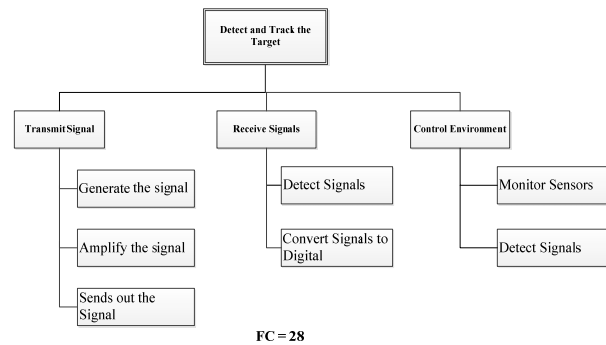 Detect and Track the
Target
Transmit Signal
Receive Signals
Control Environment
Generate the signal
Detect Signals
Monitor Sensors
Amplify the signal
Convert Signals to
Digital
Detect Signals
Sends out the
Signal
FC = 28